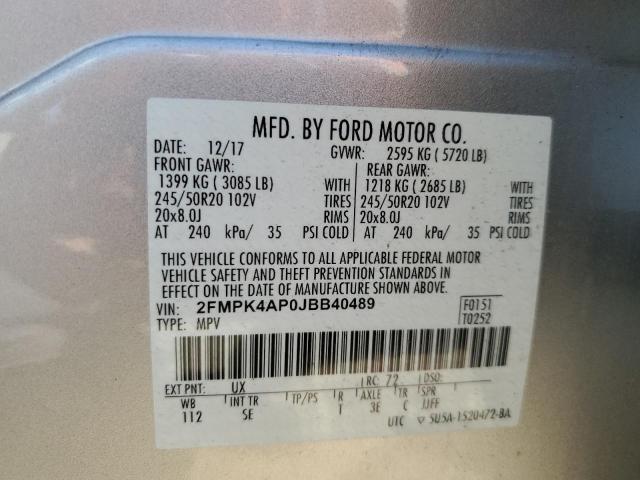 MFD. BY FORD MOTOR CO.
DATE: 12/17 GVWR: 2595 KG ( 5720 LB)
FRONT GAWR: REAR GAWR:
1399 KG ( 3085 LB) WITH 1218 KG ( 2685 LB) WITH
245/50R20 102V TIRES 245/50R20 102V TIRES
20x8.0J RIMS 20x8.0J RIMS
AT 240 kPa/ 35 PSI COLD AT 240 kPa/ 35 PSI COLD
THIS VEHICLE CONFORMS TO ALL APPLICABLE FEDERAL MOTOR
VEHICLE SAFETY AND THEFT PREVENTION STANDARDS IN
EFFECT ON THE DATE OF MANUFACTURE SHOWN ABOVE.
VIN: 2FMPK4AP0JBB40489 F0151
TYPE: MPV T0252
EXT PNT: UX RC: 72 DSO:
WB INT TR TP/PS R AXLE TR SPR
112 SE T 3E C JJFF
UTC ▽ 5U5A-1520472-BA